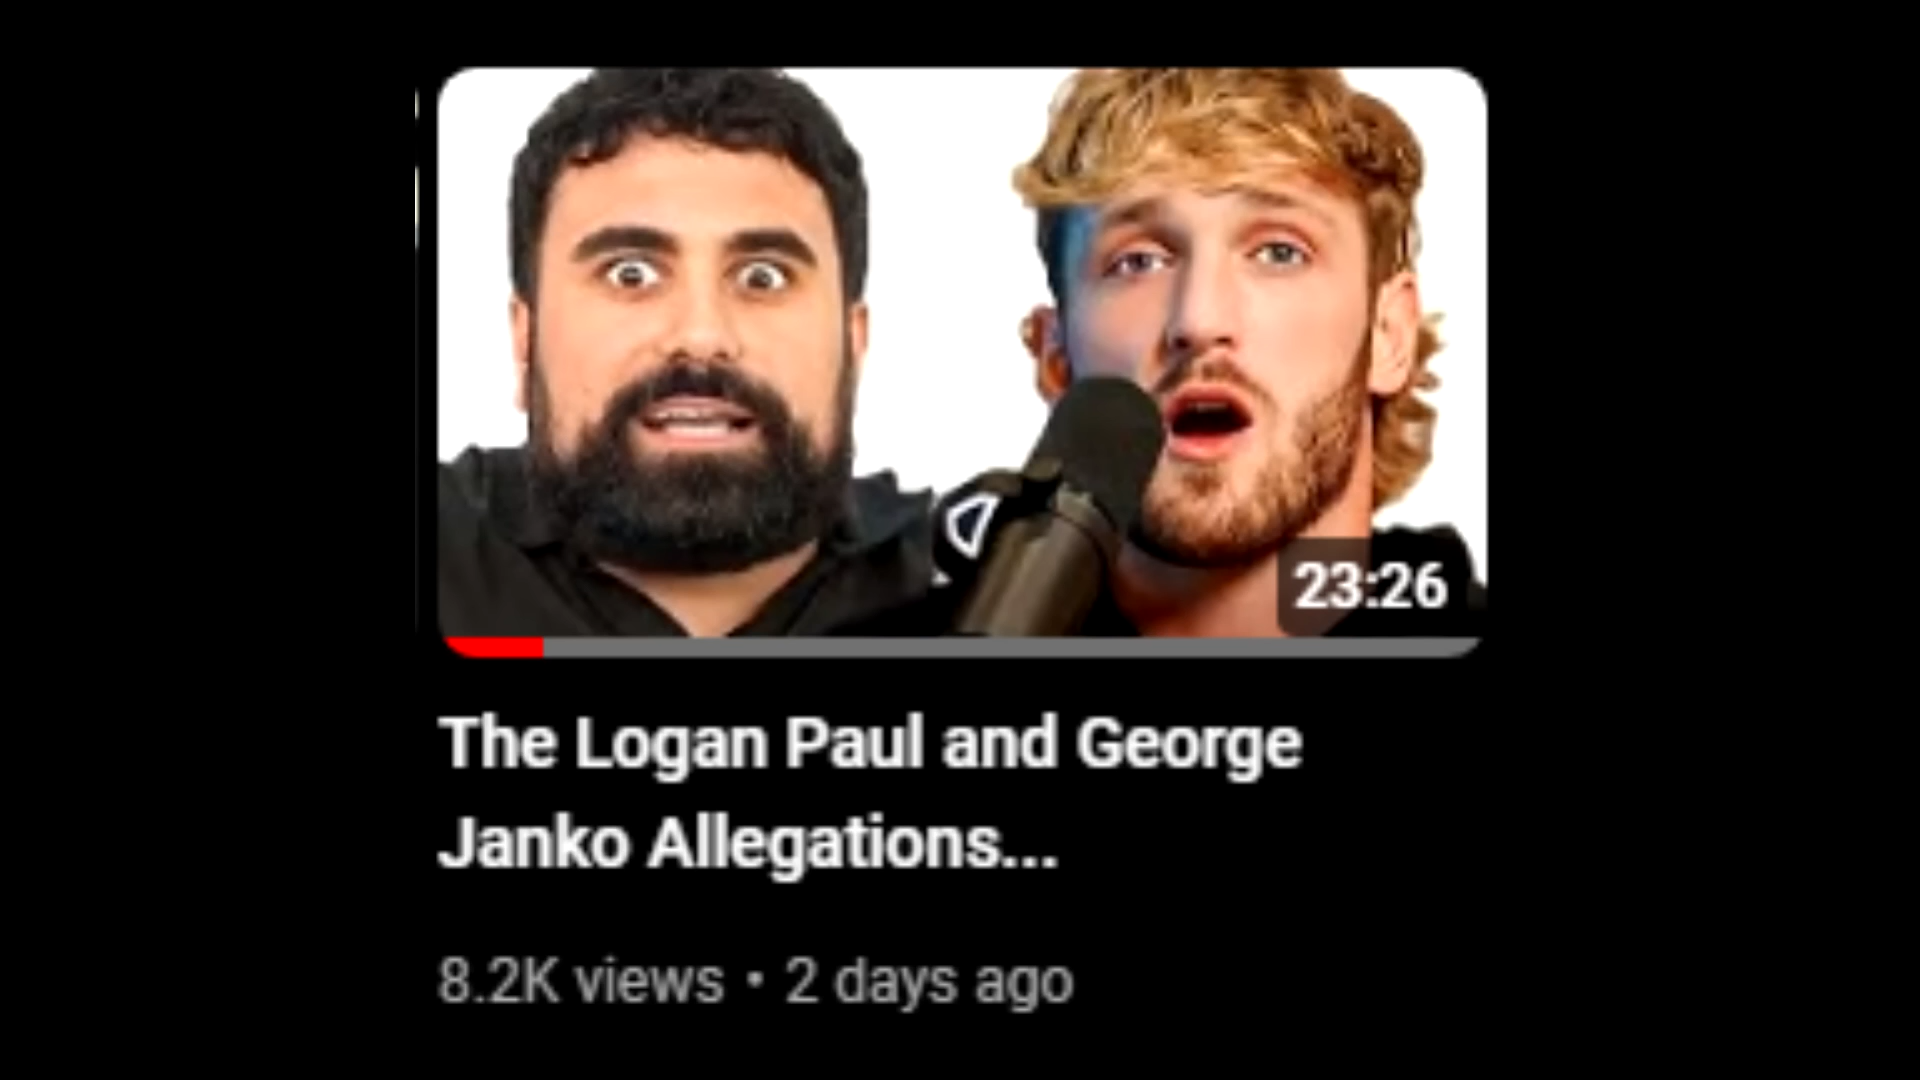 23:26
The Logan Paul and George
Janko Allegations...
8.2K views • 2 days ago